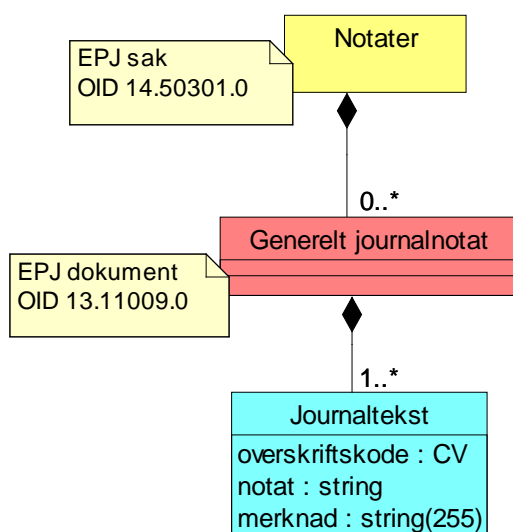 Notater
EPJ sak
OID 14.50301.0
0..*
Generelt journalnotat
EPJ dokument
OID 13.11009.0
1..*
Journaltekst
overskriftskode : CV
notat : string
merknad : string(255)